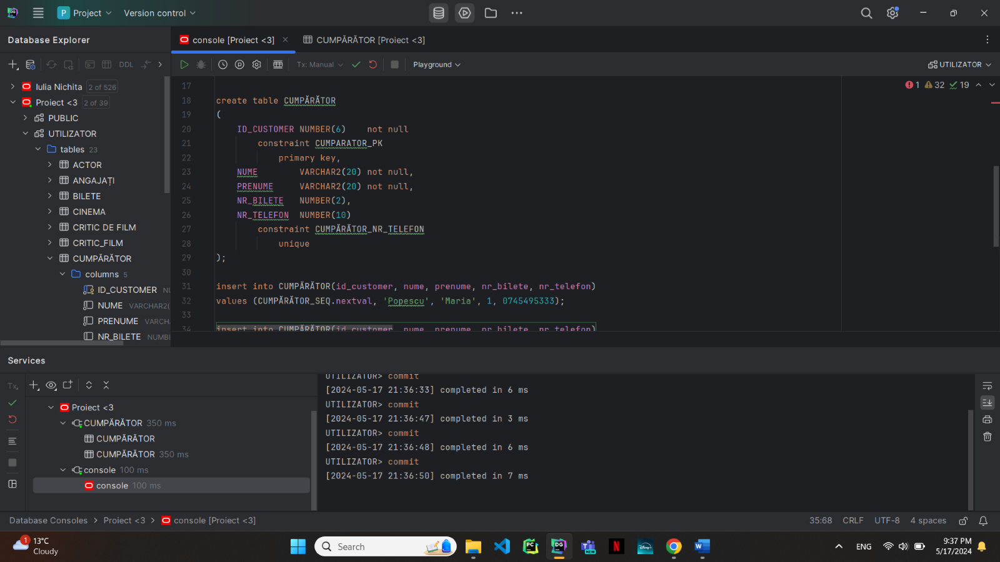 Project
Version control
Database Explorer
console [Proiect <3]
CUMPĂRĂTOR [Proiect <3]
DDL
Tx: Manual
Playground
UTILIZATOR
Iulia Nichita 2 of 526
Proiect <3 2 of 39
PUBLIC
UTILIZATOR
tables 23
ACTOR
ANGAJAȚI
BILETE
CINEMA
CRITIC DE FILM
CRITIC_FILM
CUMPĂRĂTOR
columns 5
ID_CUSTOMER NU
NUME VARCHAR2(
PRENUME VARCHA
NR_BILETE NUMBE
1 32 19
17
18 create table CUMPĂRĂTOR
19 (
20 ID_CUSTOMER NUMBER(6) not null
21 constraint CUMPARATOR_PK
22 primary key,
23 NUME VARCHAR2(20) not null,
24 PRENUME VARCHAR2(20) not null,
25 NR_BILETE NUMBER(2),
26 NR_TELEFON NUMBER(10)
27 constraint CUMPĂRĂTOR_NR_TELEFON
28 unique
29 );
30
31 insert into CUMPĂRĂTOR(id_customer, nume, prenume, nr_bilete, nr_telefon)
32 values (CUMPĂRĂTOR_SEQ.nextval, 'Popescu', 'Maria', 1, 0745495333);
33
34 insert into CUMPĂRĂTOR(id_customer, nume, prenume, nr_bilete, nr_telefon)
Services
Tx
Proiect <3
CUMPĂRĂTOR 350 ms
CUMPĂRĂTOR
CUMPĂRĂTOR 350 ms
console 100 ms
console 100 ms
UTILIZATOR> commit
[2024-05-17 21:36:33] completed in 6 ms
UTILIZATOR> commit
[2024-05-17 21:36:47] completed in 3 ms
UTILIZATOR> commit
[2024-05-17 21:36:48] completed in 6 ms
UTILIZATOR> commit
[2024-05-17 21:36:50] completed in 7 ms
Database Consoles > Proiect <3 > console [Proiect <3]
35:68 CRLF UTF-8 4 spaces
1
13°C
Cloudy
Search
ENG
9:37 PM
5/17/2024